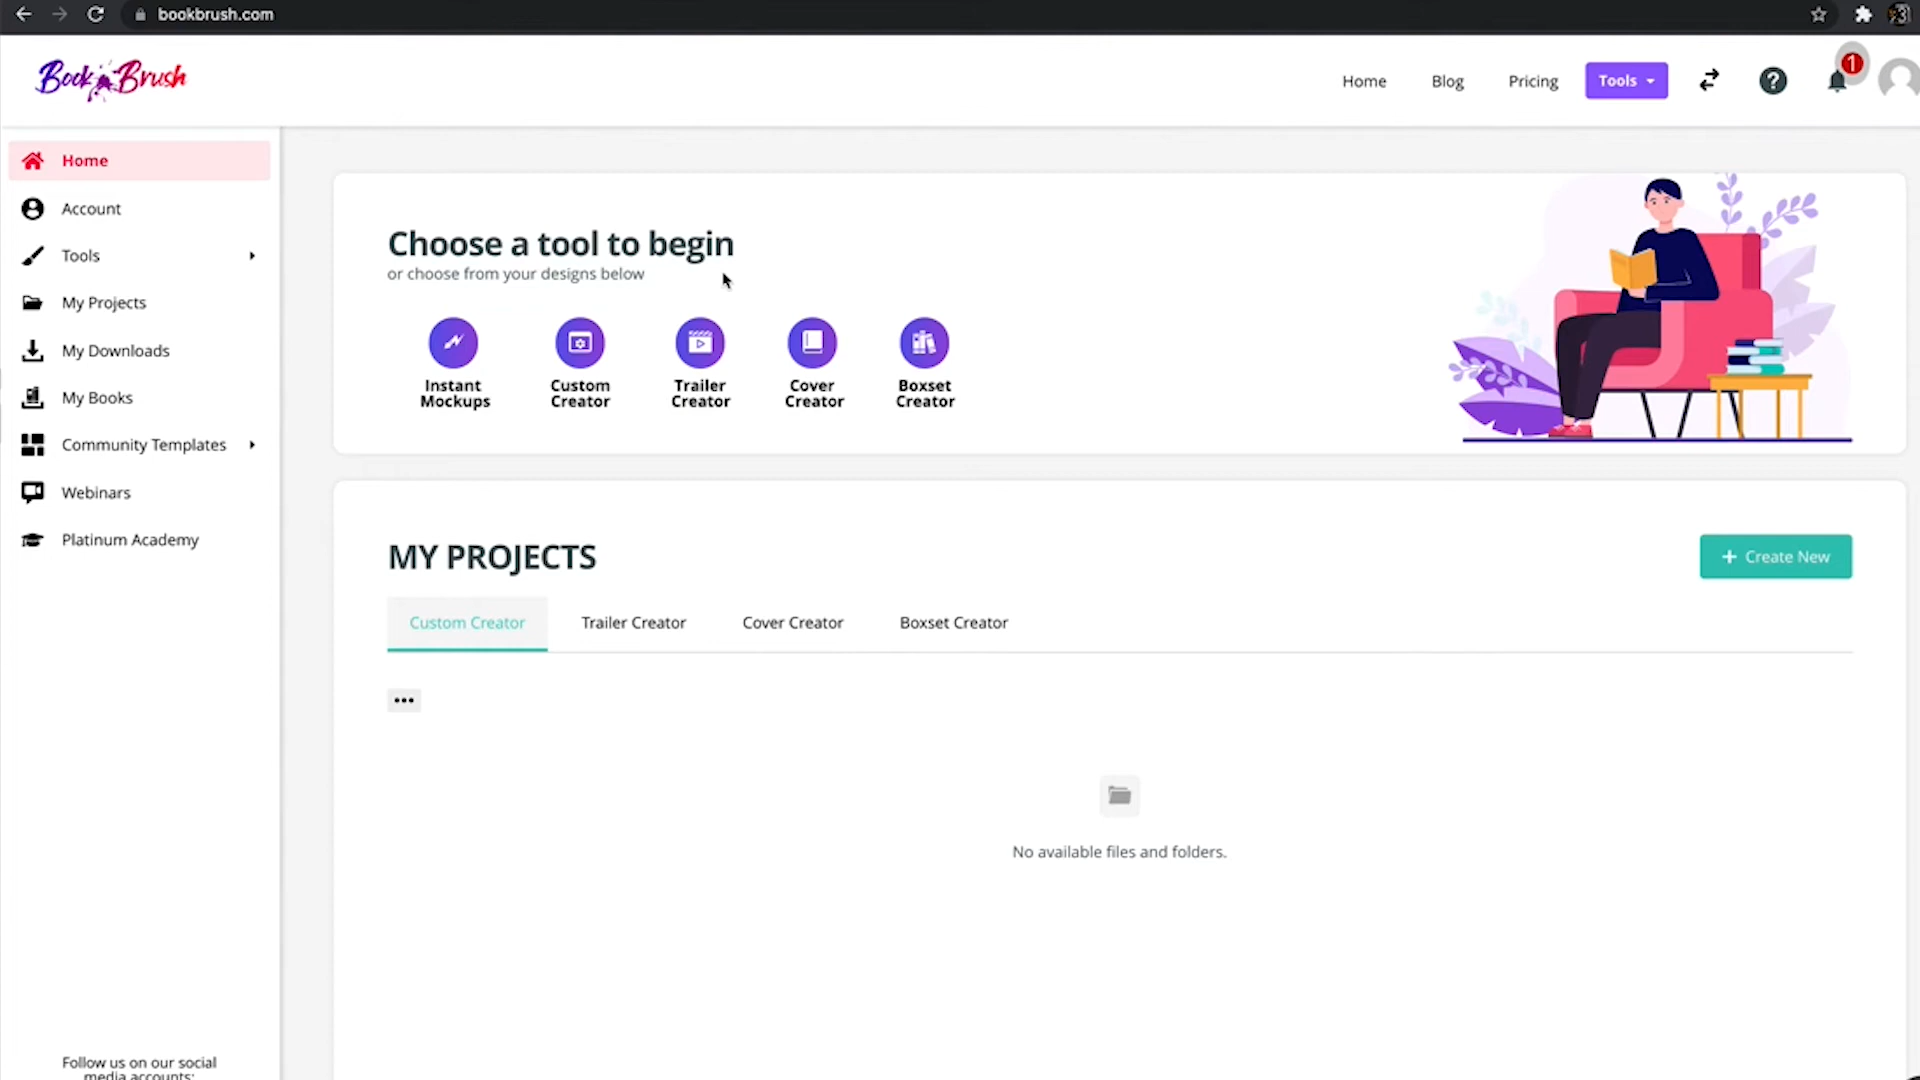 bookbrush.com
Book Brush
Home Blog Pricing Tools
1
Home
Account
Tools
My Projects
My Downloads
My Books
Community Templates
Webinars
Platinum Academy
Follow us on our social
media accounts:
Choose a tool to begin
or choose from your designs below
Instant
Mockups
Custom
Creator
Trailer
Creator
Cover
Creator
Boxset
Creator
MY PROJECTS
+ Create New
Custom Creator Trailer Creator Cover Creator Boxset Creator
No available files and folders.